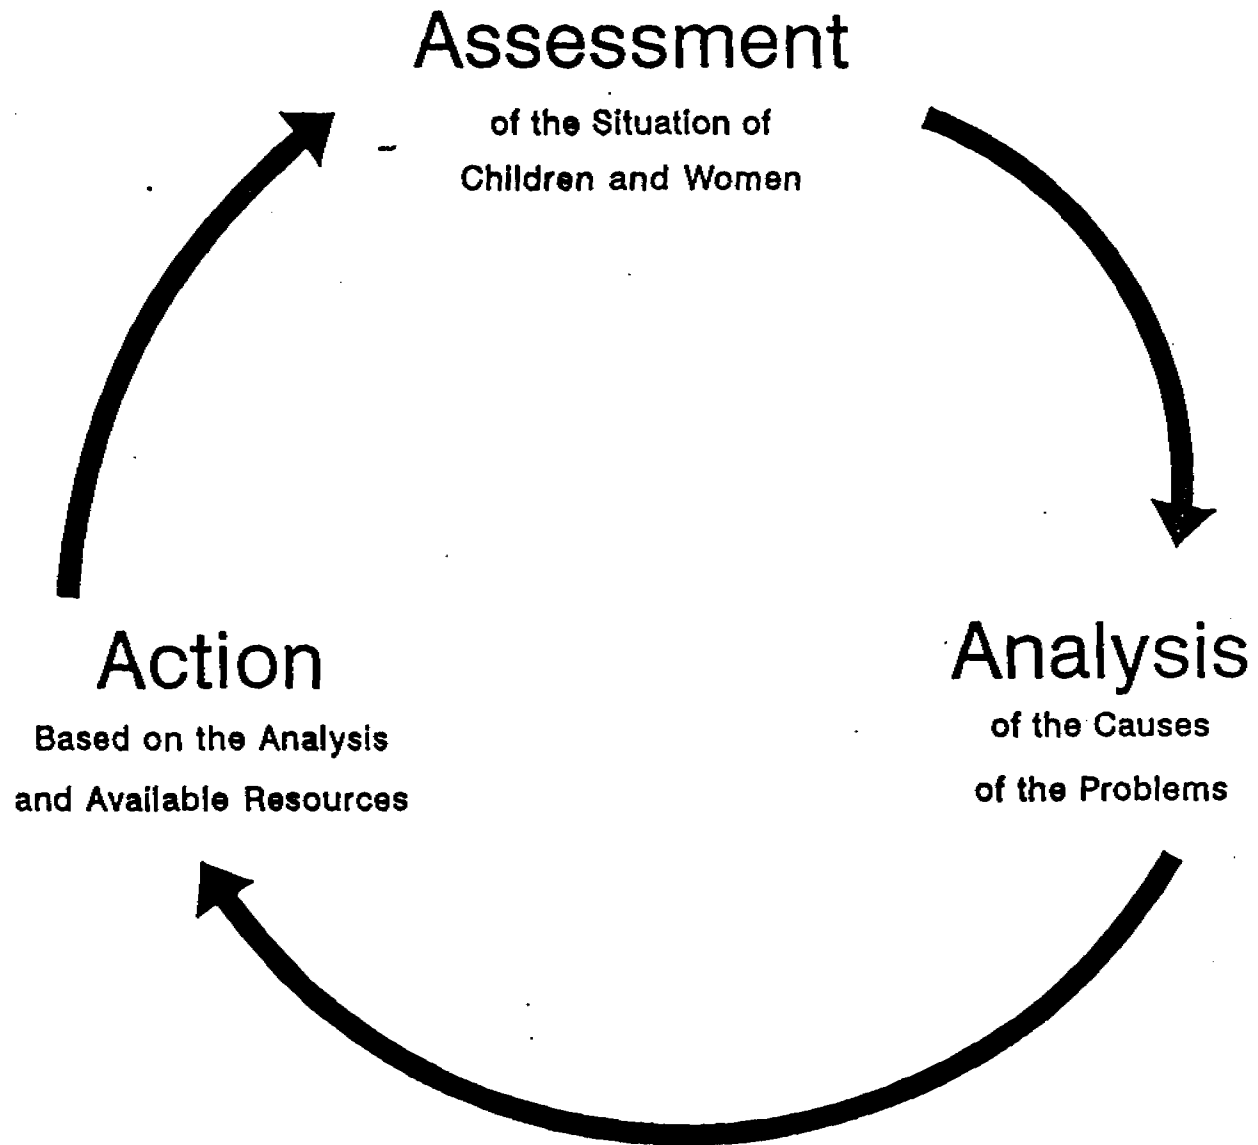 Assessment
of the Situation of
Children and Women
Action
Based on the Analysis
and Available Resources
Analysis
of the Causes
of the Problems